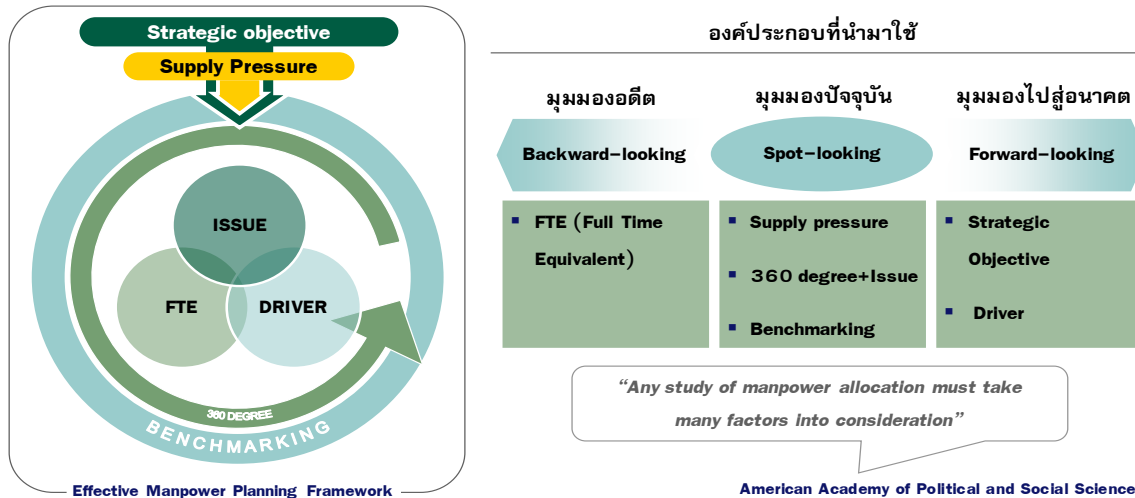 Strategic objective
Supply Pressure
ISSUE
FTE
DRIVER
360 DEGREE
BENCHMARKING
Effective Manpower Planning Framework
องค์ประกอบที่นำมาใช้
มุมมองอดีต
มุมมองปัจจุบัน
มุมมองไปสู่อนาคต
Backward-looking
Spot-looking
Forward-looking
▪ FTE (Full Time
Equivalent)
▪ Supply pressure
▪ 360 degree+Issue
▪ Benchmarking
▪ Strategic
Objective
▪ Driver
“Any study of manpower allocation must take
many factors into consideration”
American Academy of Political and Social Science